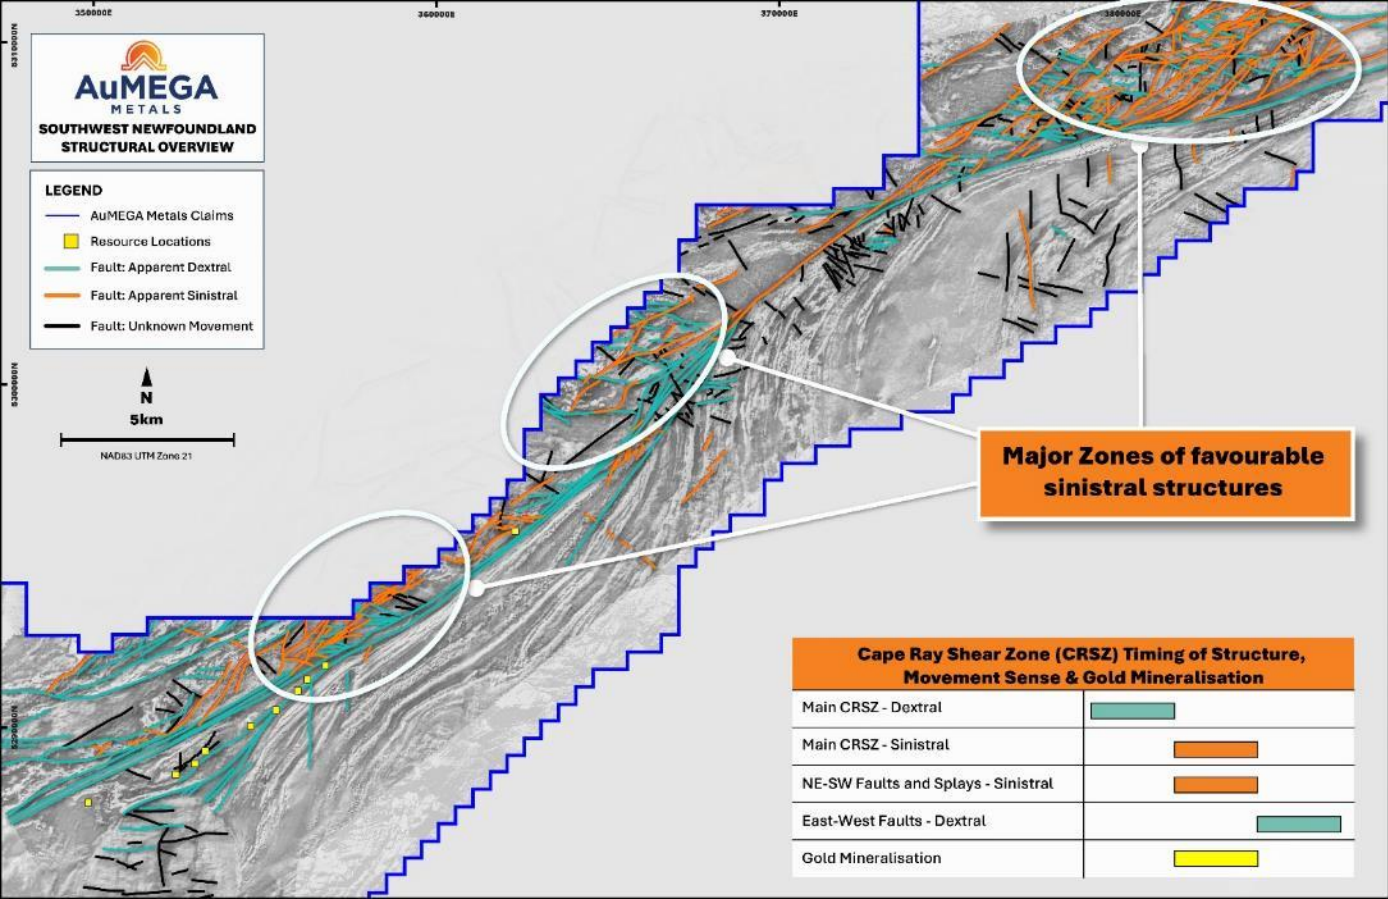 350000E
360000E
370000E
380000E
5310000N
5300000N
5290000N
AuMEGA
METALS
SOUTHWEST NEWFOUNDLAND
STRUCTURAL OVERVIEW
LEGEND
AuMEGA Metals Claims
Resource Locations
Fault: Apparent Dextral
Fault: Apparent Sinistral
Fault: Unknown Movement
N
5km
NAD83 UTM Zone 21
Major Zones of favourable
sinistral structures
Cape Ray Shear Zone (CRSZ) Timing of Structure,
Movement Sense & Gold Mineralisation
Main CRSZ - Dextral
Main CRSZ - Sinistral
NE-SW Faults and Splays - Sinistral
East-West Faults - Dextral
Gold Mineralisation